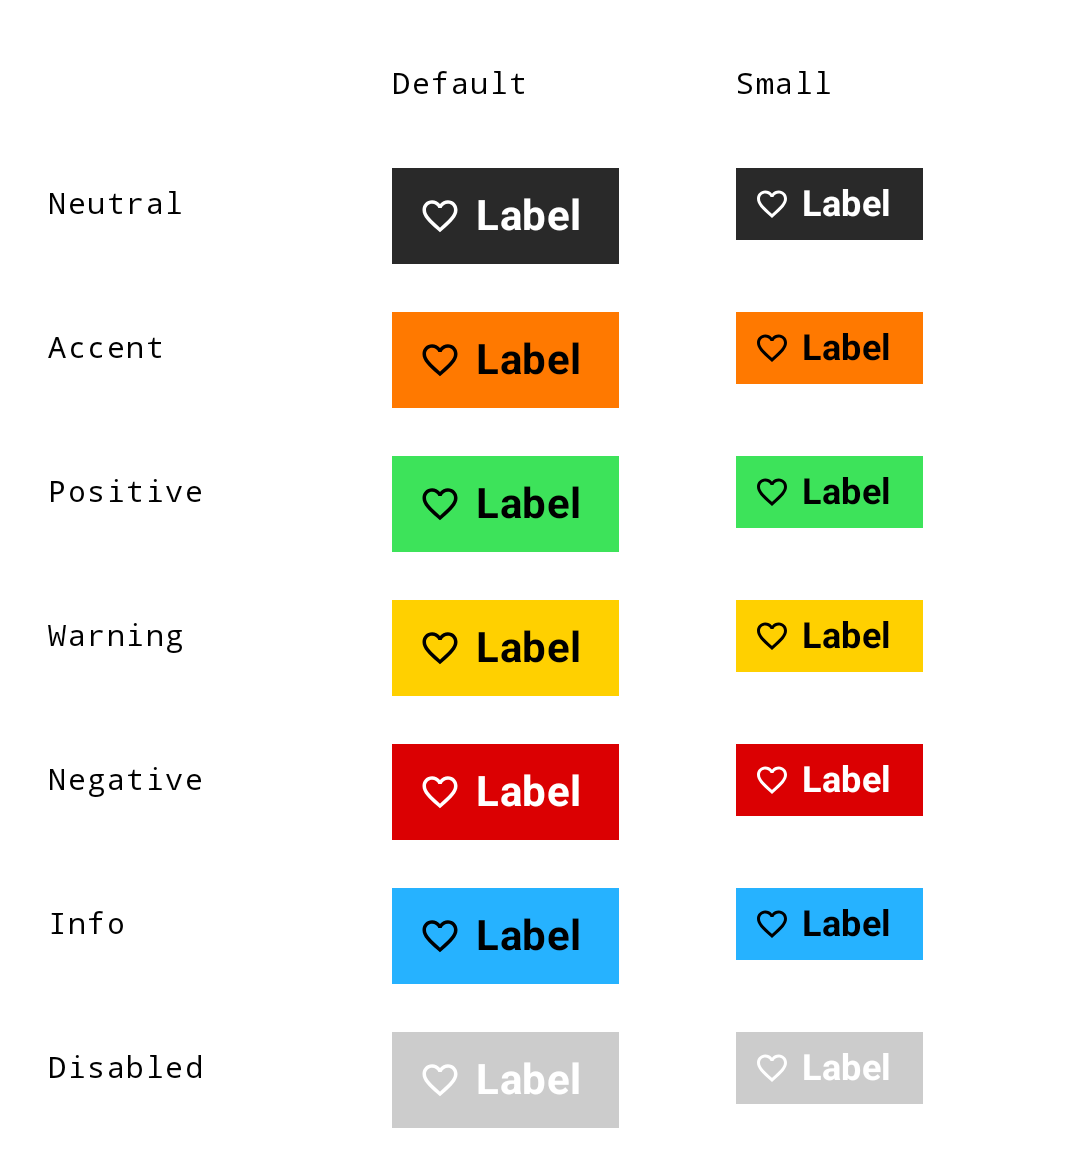 Default Small
Neutral Label Label
Accent Label Label
Positive Label Label
Warning Label Label
Negative Label Label
Info Label Label
Disabled Label Label